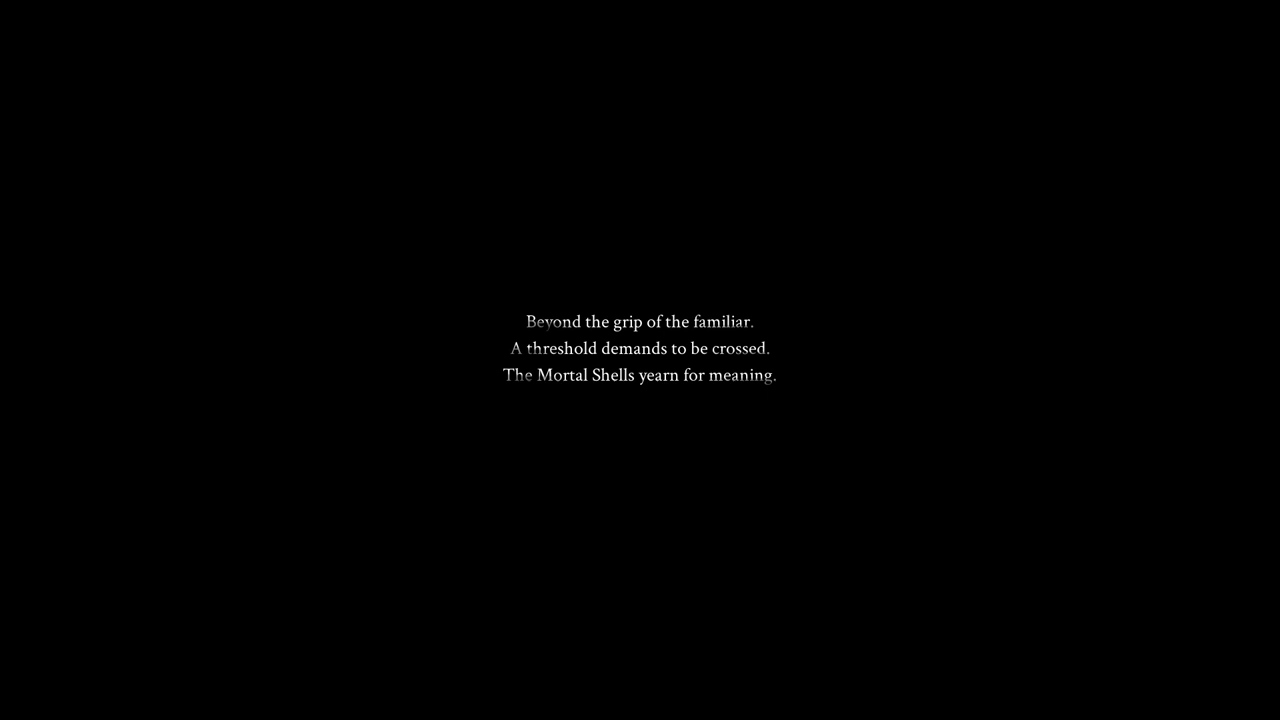 Beyond the grip of the familiar.
A threshold demands to be crossed.
The Mortal Shells yearn for meaning.